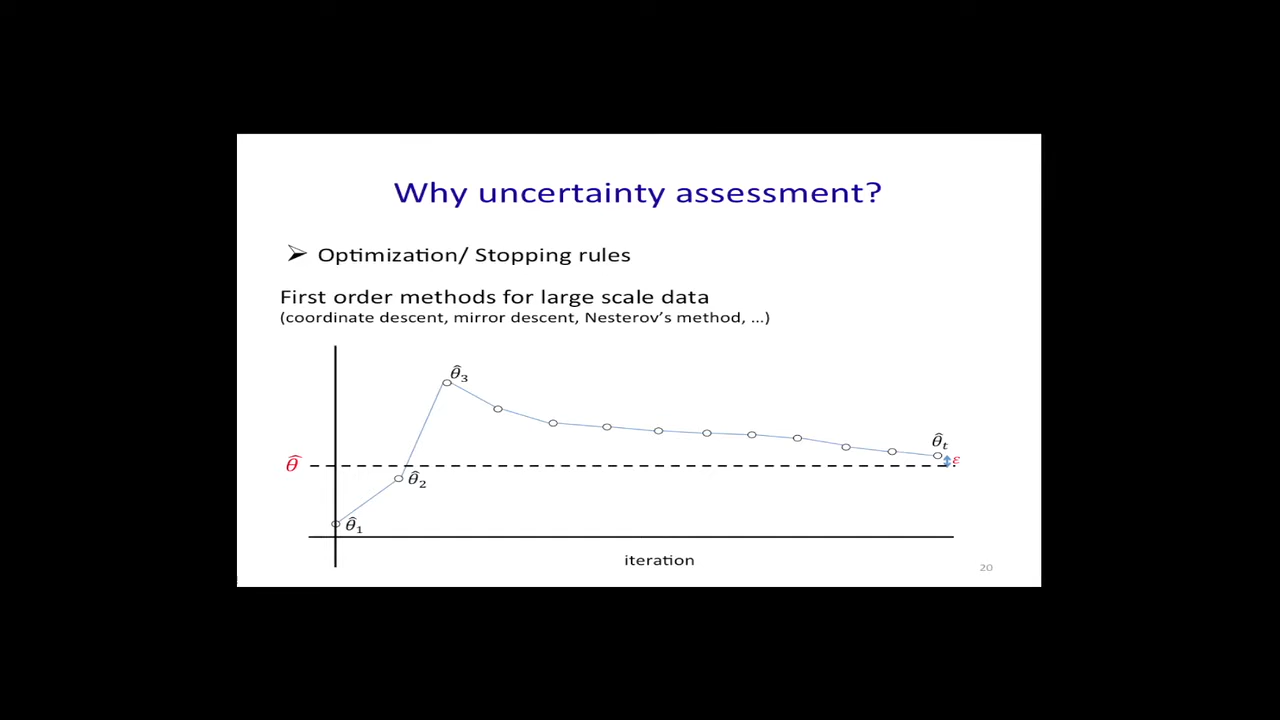 Why uncertainty assessment?
➢ Optimization/ Stopping rules
First order methods for large scale data
(coordinate descent, mirror descent, Nesterov's method, ...)
θ̂₃
θ̂ₜ
θ̂
ε
θ̂₂
θ̂₁
iteration
20